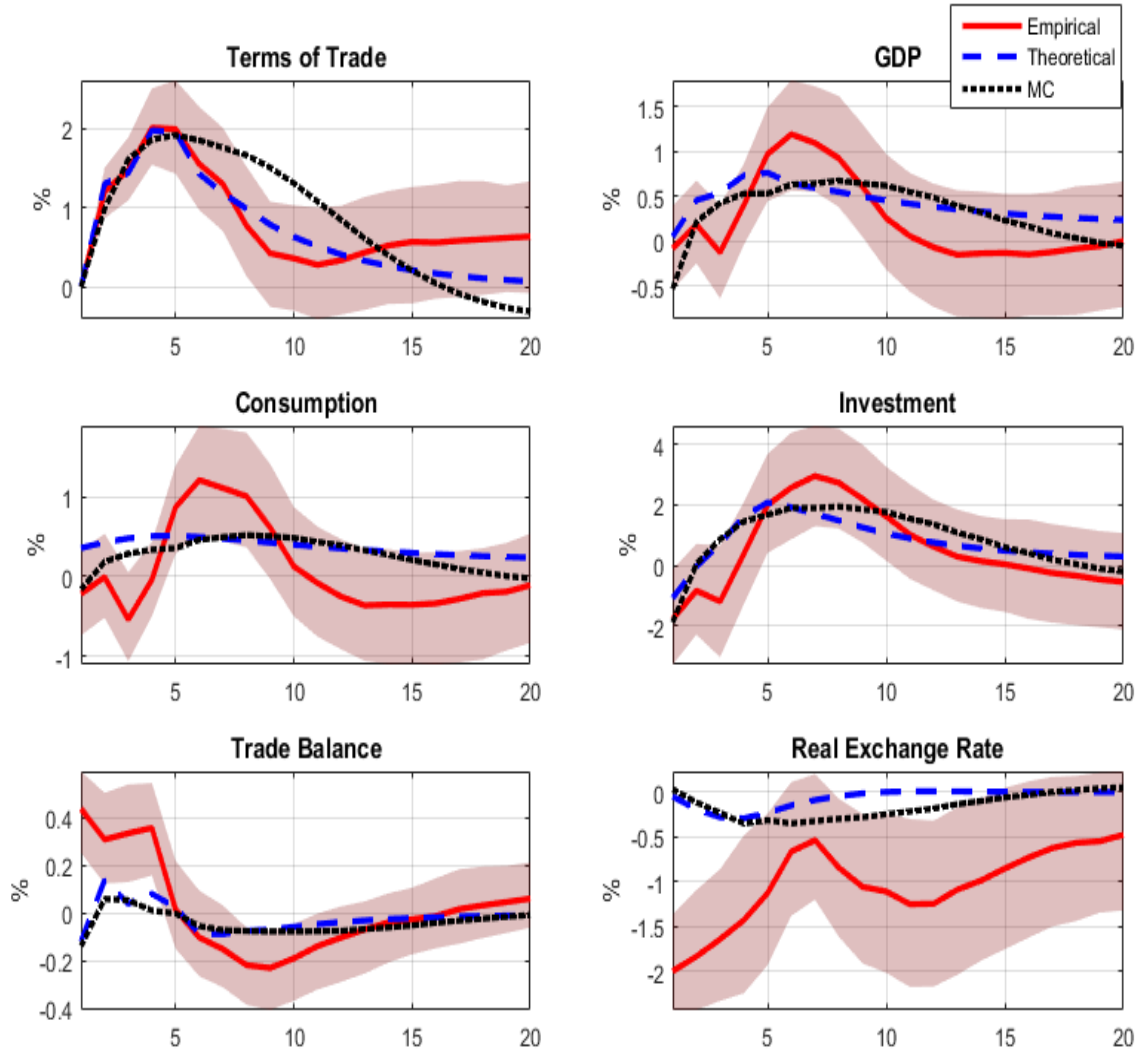 Terms of Trade
%
2
1
0
5 10 15 20
GDP
Empirical
Theoretical
MC
%
1.5
1
0.5
0
-0.5
5 10 15 20
Consumption
%
1
0
-1
5 10 15 20
Investment
%
4
2
0
-2
5 10 15 20
Trade Balance
%
0.4
0.2
0
-0.2
-0.4
5 10 15 20
Real Exchange Rate
%
0
-0.5
-1
-1.5
-2
5 10 15 20